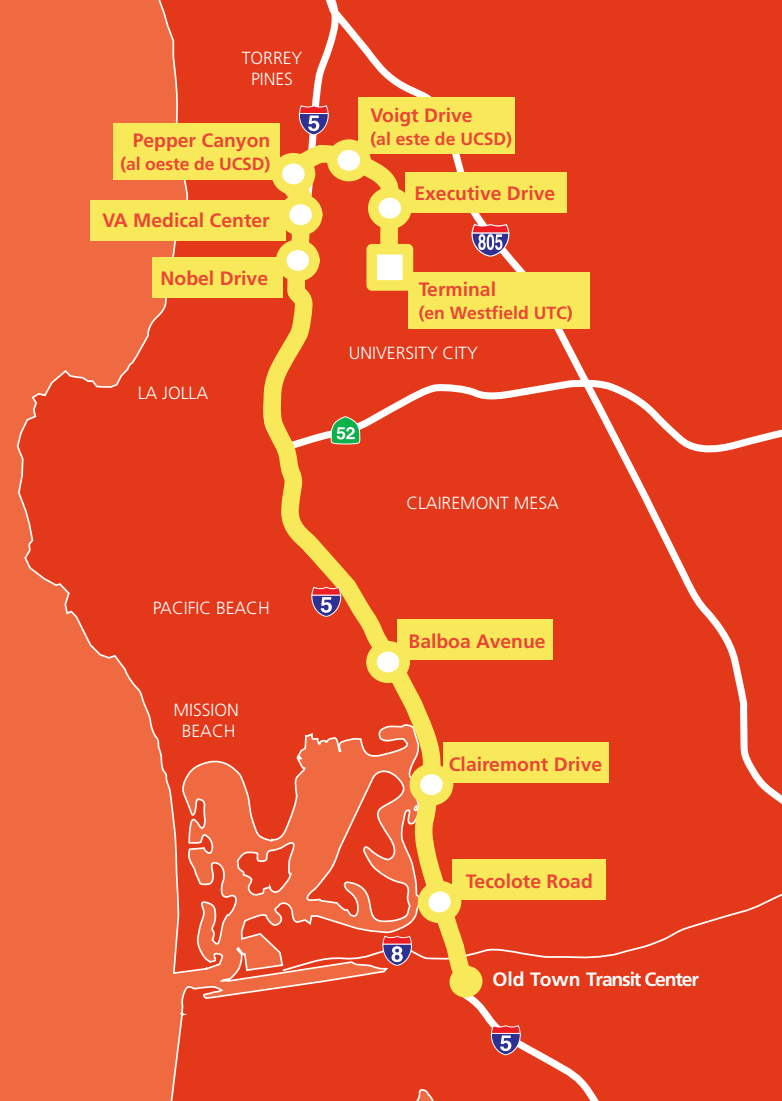 TORREY
PINES
5
Voigt Drive
(al este de UCSD)
Pepper Canyon
(al oeste de UCSD)
Executive Drive
VA Medical Center
805
Nobel Drive
Terminal
(en Westfield UTC)
UNIVERSITY CITY
LA JOLLA
52
CLAIREMONT MESA
5
PACIFIC BEACH
Balboa Avenue
MISSION
BEACH
Clairemont Drive
Tecolote Road
8
Old Town Transit Center
5